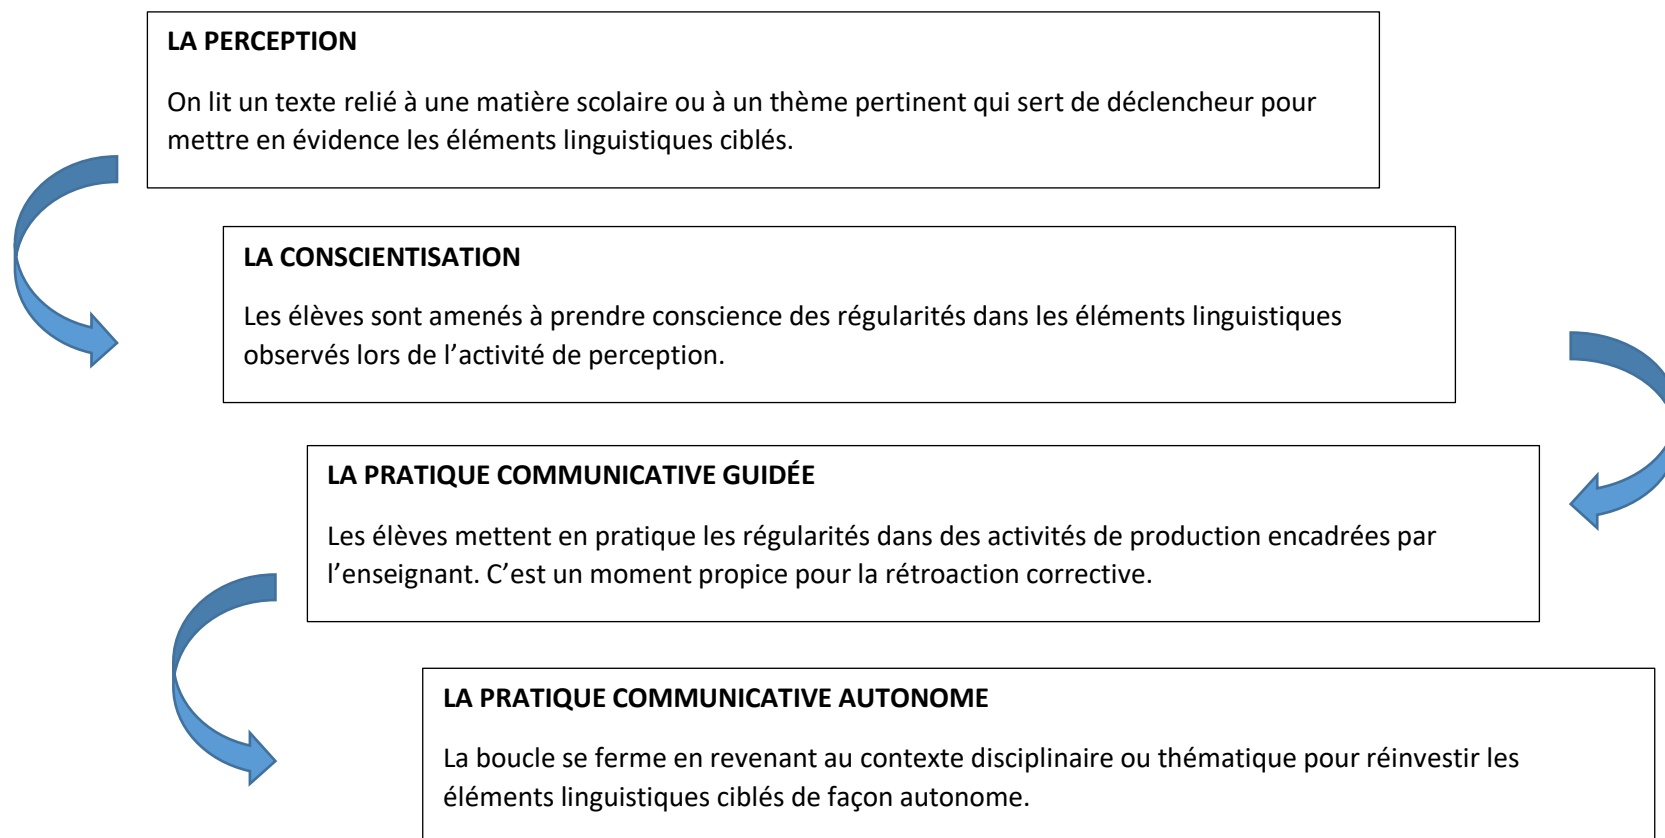 LA PERCEPTION
On lit un texte relié à une matière scolaire ou à un thème pertinent qui sert de déclencheur pour
mettre en évidence les éléments linguistiques ciblés.
LA CONSCIENTISATION
Les élèves sont amenés à prendre conscience des régularités dans les éléments linguistiques
observés lors de l’activité de perception.
LA PRATIQUE COMMUNICATIVE GUIDÉE
Les élèves mettent en pratique les régularités dans des activités de production encadrées par
l’enseignant. C’est un moment propice pour la rétroaction corrective.
LA PRATIQUE COMMUNICATIVE AUTONOME
La boucle se ferme en revenant au contexte disciplinaire ou thématique pour réinvestir les
éléments linguistiques ciblés de façon autonome.